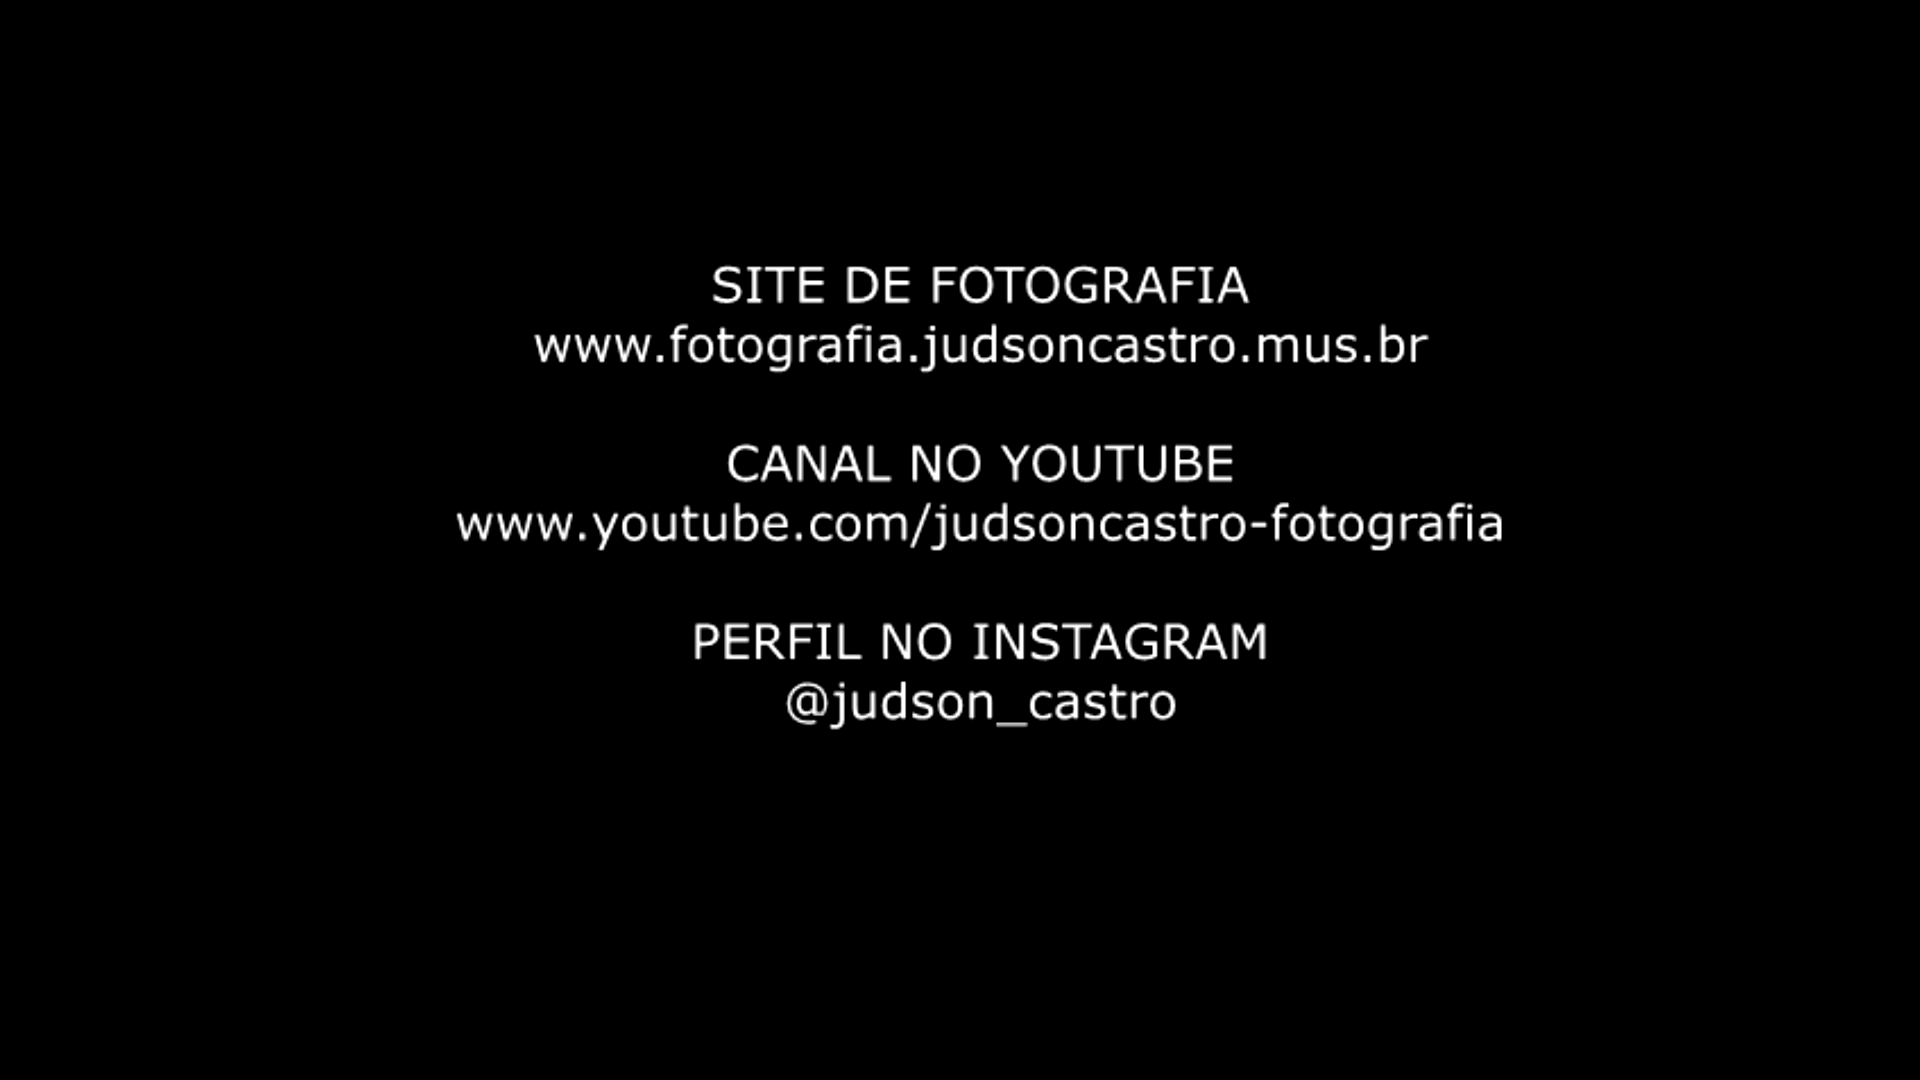 SITE DE FOTOGRAFIA
www.fotografia.judsoncastro.mus.br
CANAL NO YOUTUBE
www.youtube.com/judsoncastro-fotografia
PERFIL NO INSTAGRAM
@judson_castro